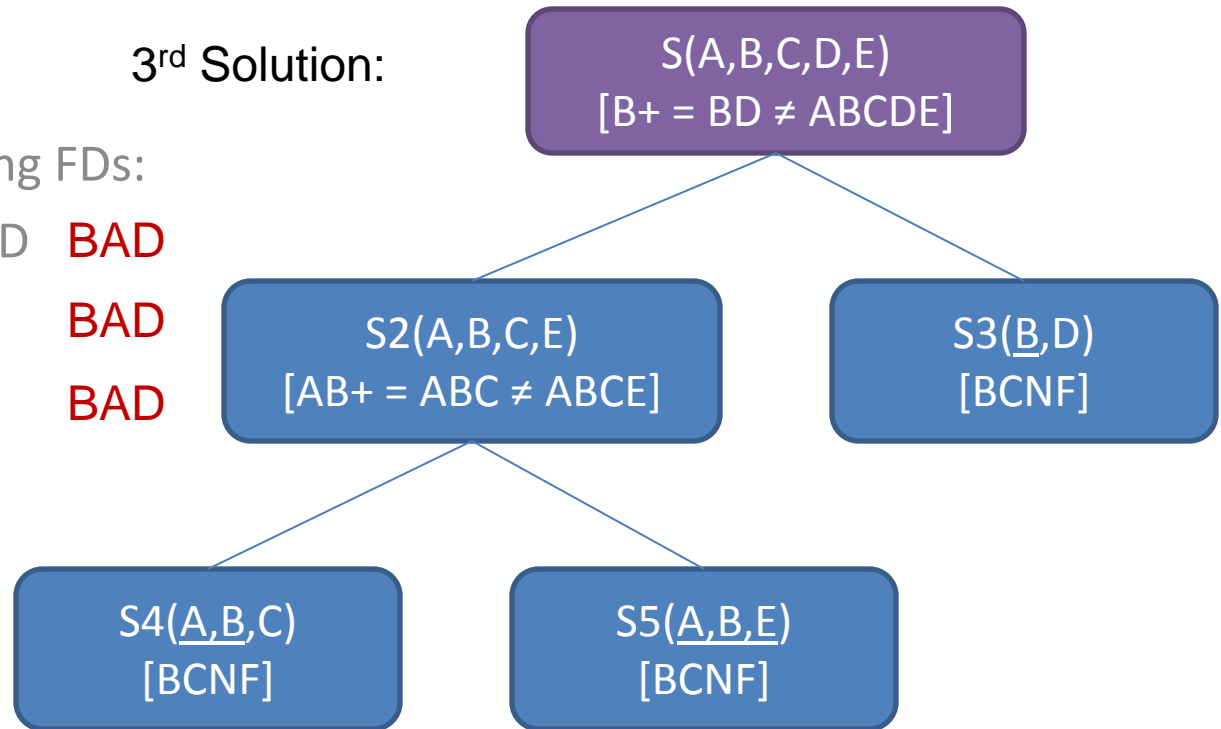 3rd Solution:
S(A,B,C,D,E)
[B+ = BD ≠ ABCDE]
ng FDs:
D BAD
BAD
BAD
S2(A,B,C,E)
[AB+ = ABC ≠ ABCE]
S3(B,D)
[BCNF]
S4(A,B,C)
[BCNF]
S5(A,B,E)
[BCNF]